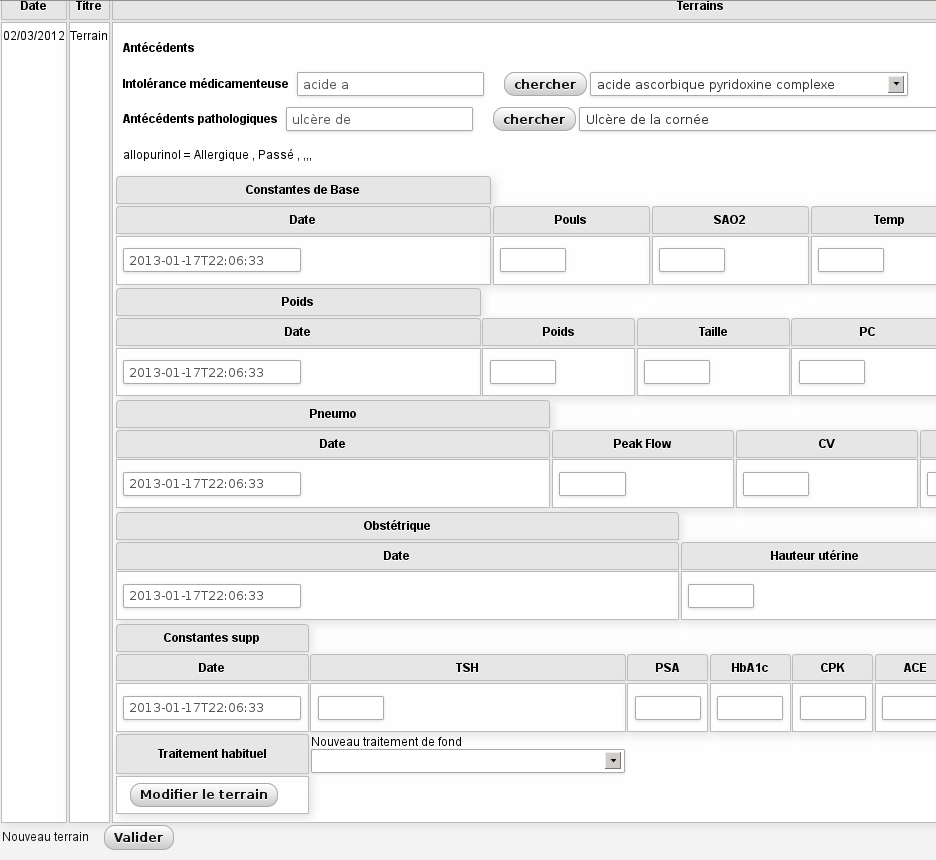 Date Titre Terrains
02/03/2012 Terrain
Antécédents
Intolérance médicamenteuse acide a chercher acide ascorbique pyridoxine complexe
Antécédents pathologiques ulcère de chercher Ulcère de la cornée
allopurinol = Allergique , Passé , ,,,
Constantes de Base
Date Pouls SAO2 Temp
2013-01-17T22:06:33
Poids
Date Poids Taille PC
2013-01-17T22:06:33
Pneumo
Date Peak Flow CV
2013-01-17T22:06:33
Obstétrique
Date Hauteur utérine
2013-01-17T22:06:33
Constantes supp
Date TSH PSA HbA1c CPK ACE
2013-01-17T22:06:33
Traitement habituel Nouveau traitement de fond
Modifier le terrain
Nouveau terrain Valider